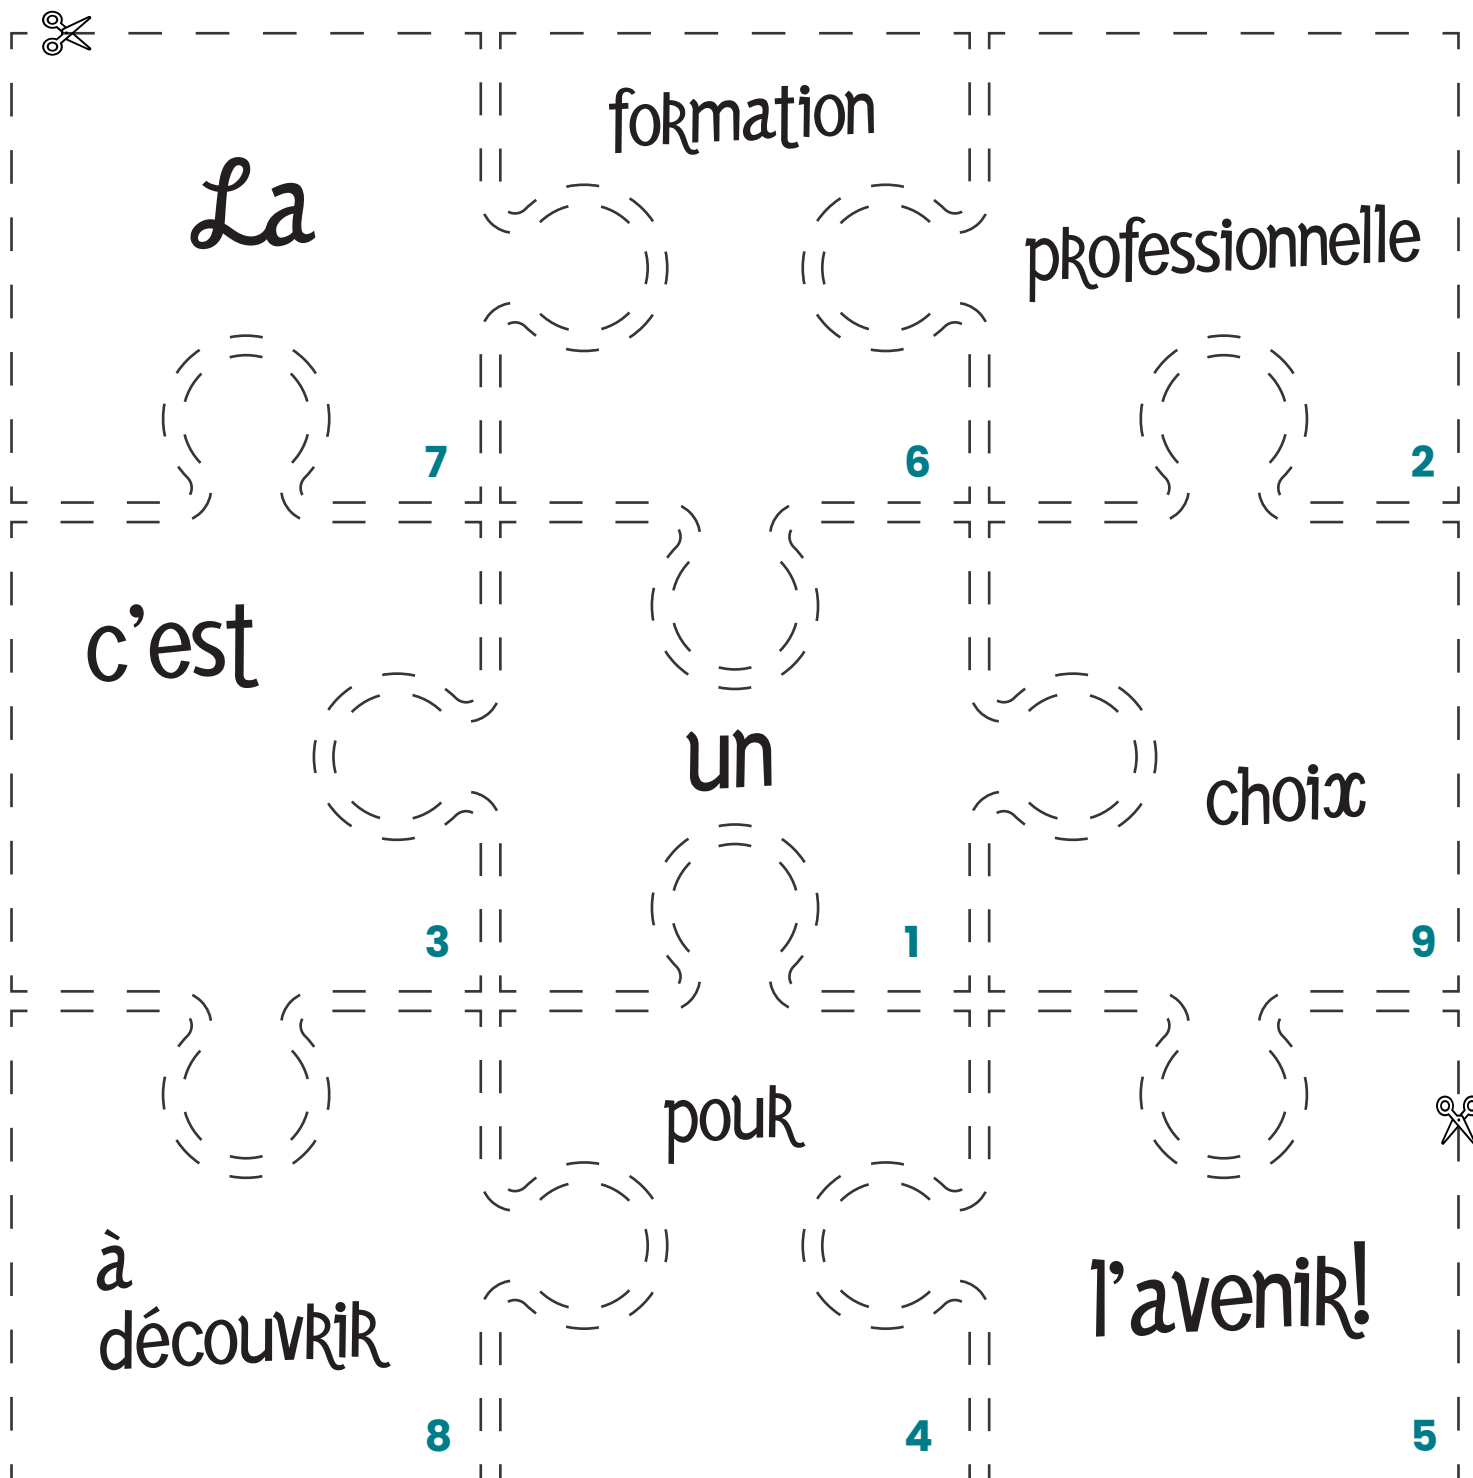 La
7
formation
6
professionnelle
2
c'est
3
un
1
choix
9
à
découvrir
8
pour
4
l'avenir!
5